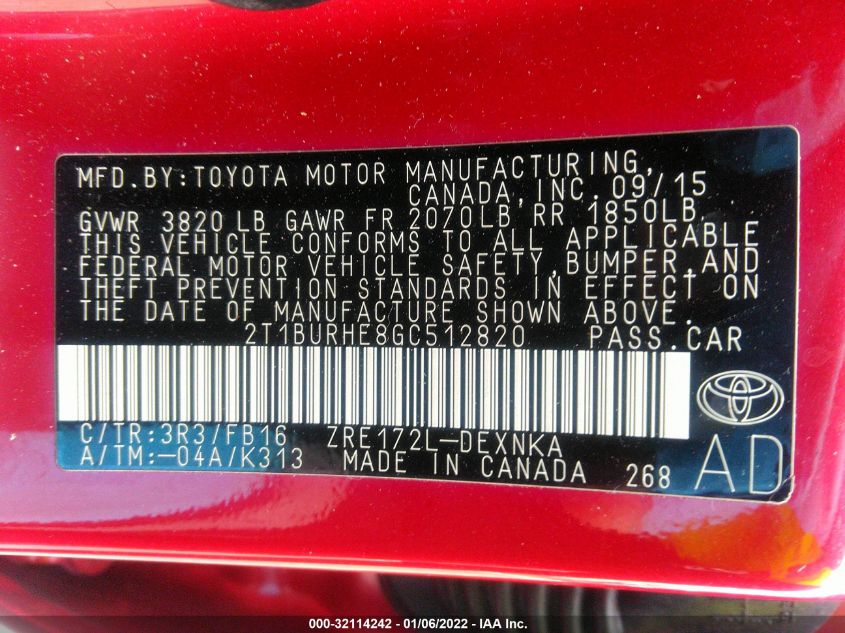 MFD.BY:TOYOTA MOTOR MANUFACTURING,
CANADA,INC.09/15
GVWR 3820 LB GAWR FR 2070LB RR 1850LB
THIS VEHICLE CONFORMS TO ALL APPLICABLE
FEDERAL MOTOR VEHICLE SAFETY,BUMPER,AND
THEFT PREVENTION STANDARDS IN EFFECT ON
THE DATE OF MANUFACTURE SHOWN ABOVE.
2T1BURHE8GC512820 PASS.CAR
C/TR:3R3/FB16 ZRE172L-DEXNKA
A/TM:-04A/K313 MADE IN CANADA 268 AD
000-32114242 - 01/06/2022 - IAA Inc.